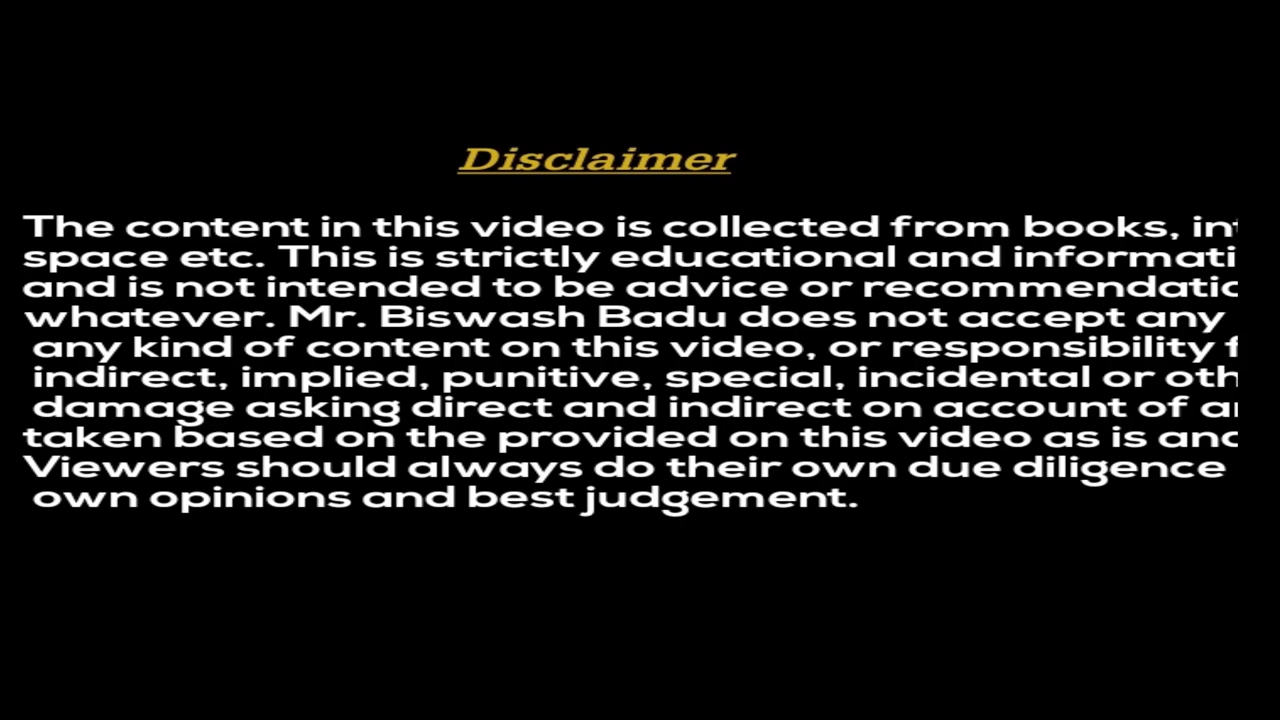 Disclaimer
The content in this video is collected from books,
space etc. This is strictly educational and
and is not intended to be advice or
whatever. Mr. Biswash Badu does not accept any
any kind of content on this video, or responsibility
indirect, implied, punitive, special, incidental or
damage asking direct and indirect on account of
taken based on the provided on this video as is
Viewers should always do their own due diligence
own opinions and best judgement.